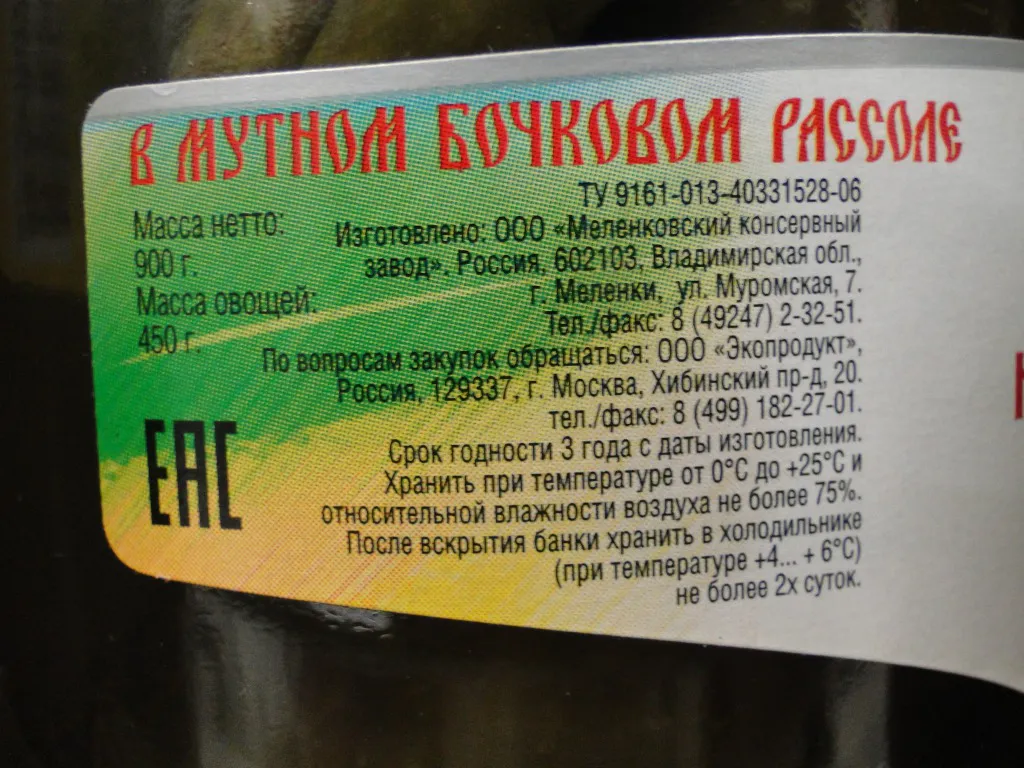 В МУТНОМ БОЧКОВОМ РАССОЛЕ
Масса нетто:
900 г.
Масса овощей:
450 г.
ТУ 9161-013-40331528-06
Изготовлено: ООО «Меленковский консервный
завод». Россия, 602103, Владимирская обл.,
г. Меленки, ул. Муромская, 7.
Тел./факс: 8 (49247) 2-32-51.
По вопросам закупок обращаться: ООО «Экопродукт»,
Россия, 129337, г. Москва, Хибинский пр-д, 20.
тел./факс: 8 (499) 182-27-01.
Срок годности 3 года с даты изготовления.
Хранить при температуре от 0°С до +25°С и
относительной влажности воздуха не более 75%.
После вскрытия банки хранить в холодильнике
(при температуре +4... + 6°С)
не более 2х суток.
ЕАС